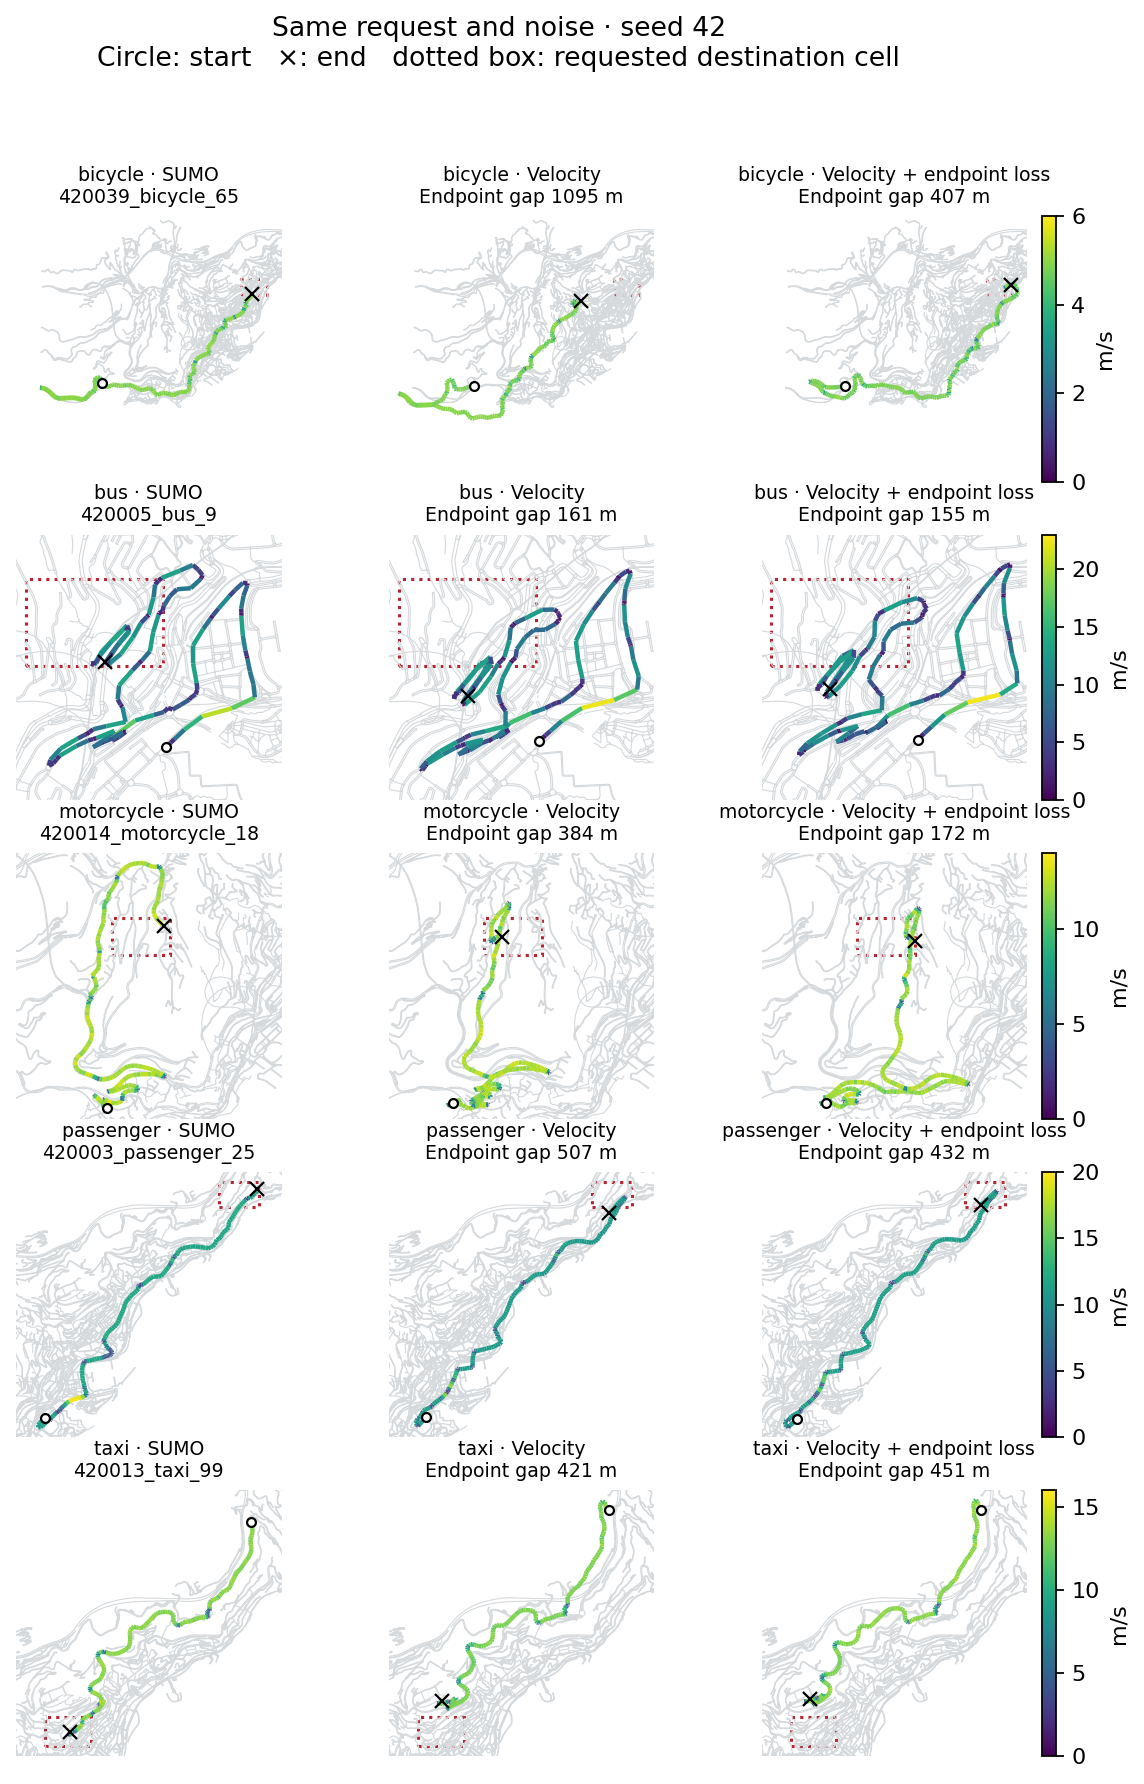 Same request and noise · seed 42
Circle: start   ×: end   dotted box: requested destination cell
bicycle · SUMO
420039_bicycle_65
bicycle · Velocity
Endpoint gap 1095 m
bicycle · Velocity + endpoint loss
Endpoint gap 407 m
6
4
2
0
m/s
bus · SUMO
420005_bus_9
bus · Velocity
Endpoint gap 161 m
bus · Velocity + endpoint loss
Endpoint gap 155 m
20
15
10
5
0
m/s
motorcycle · SUMO
420014_motorcycle_18
motorcycle · Velocity
Endpoint gap 384 m
motorcycle · Velocity + endpoint loss
Endpoint gap 172 m
10
5
0
m/s
passenger · SUMO
420003_passenger_25
passenger · Velocity
Endpoint gap 507 m
passenger · Velocity + endpoint loss
Endpoint gap 432 m
20
15
10
5
0
m/s
taxi · SUMO
420013_taxi_99
taxi · Velocity
Endpoint gap 421 m
taxi · Velocity + endpoint loss
Endpoint gap 451 m
15
10
5
0
m/s